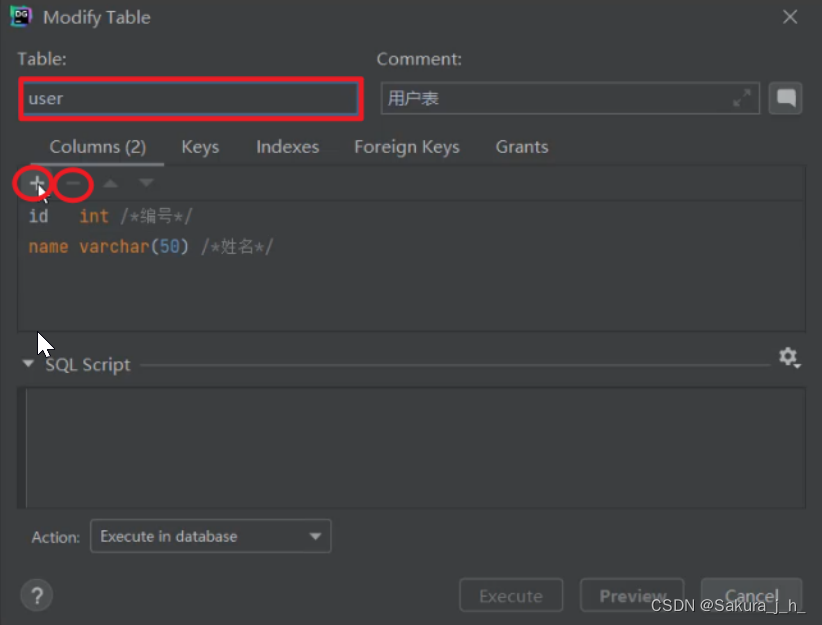 DG
Modify Table
Table:
Comment:
user
用户表
Columns (2) Keys Indexes Foreign Keys Grants
id int /*编号*/
name varchar(50) /*姓名*/
SQL Script
Action: Execute in database
? Execute Preview Cancel
CSDN @Sakura_j_h_